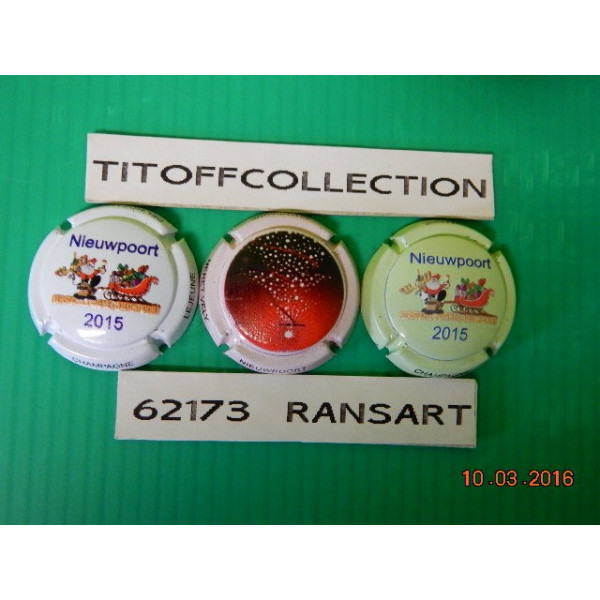 TITOFFCOLLECTION
Nieuwpoort
2015
LEJEUNE
CHAMPAGNE
NIEUWPOORT
Nieuwpoort
2015
62173 RANSART
10.03.2016